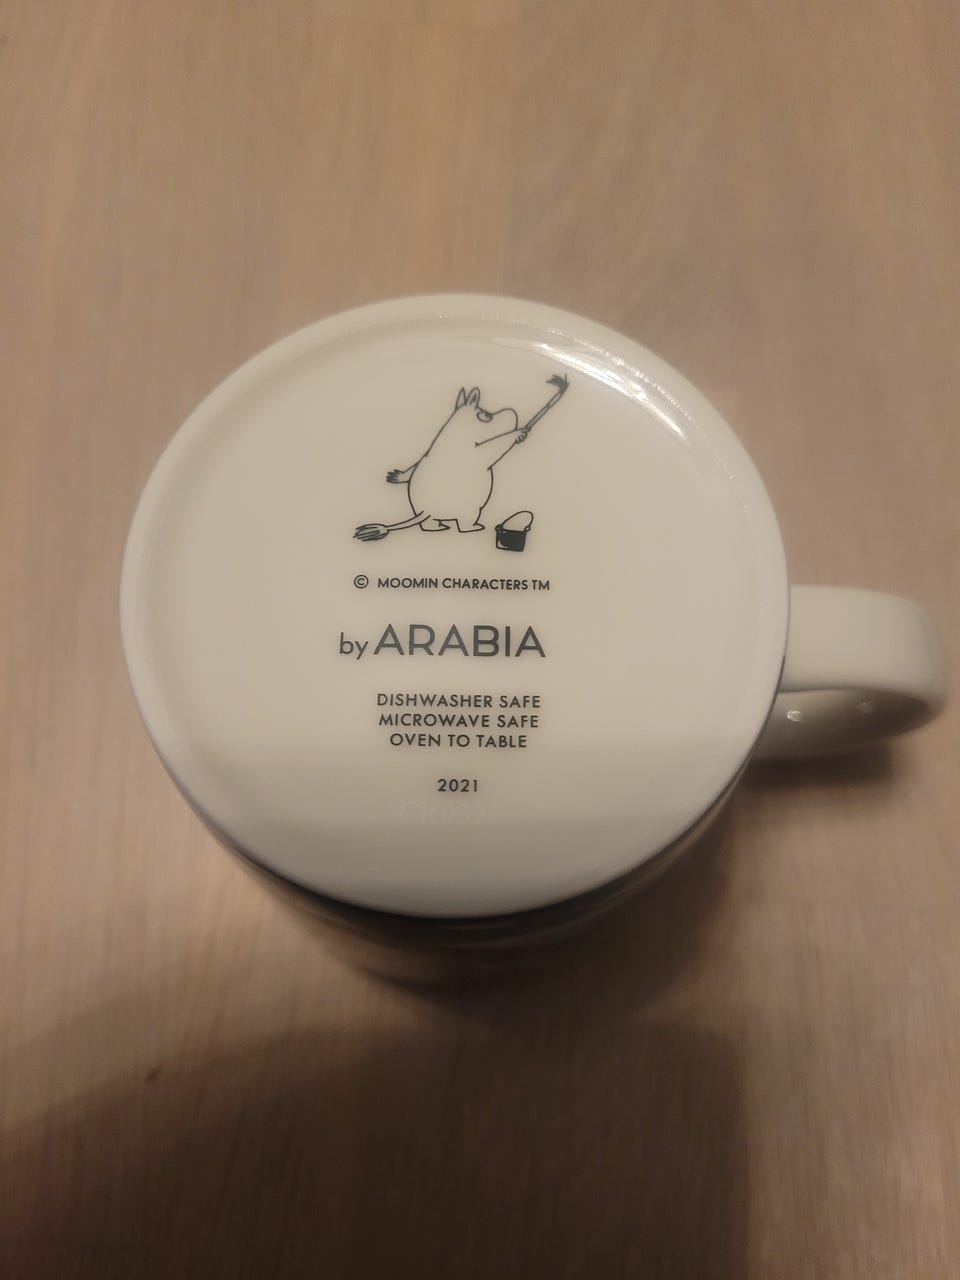 © MOOMIN CHARACTERS TM
by ARABIA
DISHWASHER SAFE
MICROWAVE SAFE
OVEN TO TABLE
2021